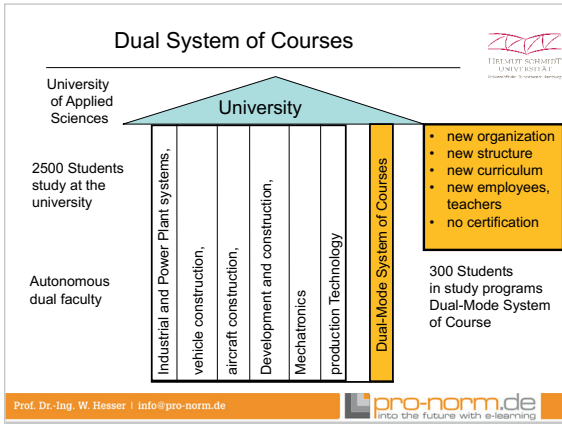 Dual System of Courses
HELMUT SCHMIDT
UNIVERSITÄT
University
of Applied
Sciences
University
2500 Students
study at the
university
Autonomous
dual faculty
Industrial and Power Plant systems,
vehicle construction,
aircraft construction,
Development and construction,
Mechatronics
production Technology
Dual-Mode System of Courses
• new organization
• new structure
• new curriculum
• new employees,
teachers
• no certification
300 Students
in study programs
Dual-Mode System
of Course
Prof. Dr.-Ing. W. Hesser | info@pro-norm.de
pro-norm.de
into the future with e-learning